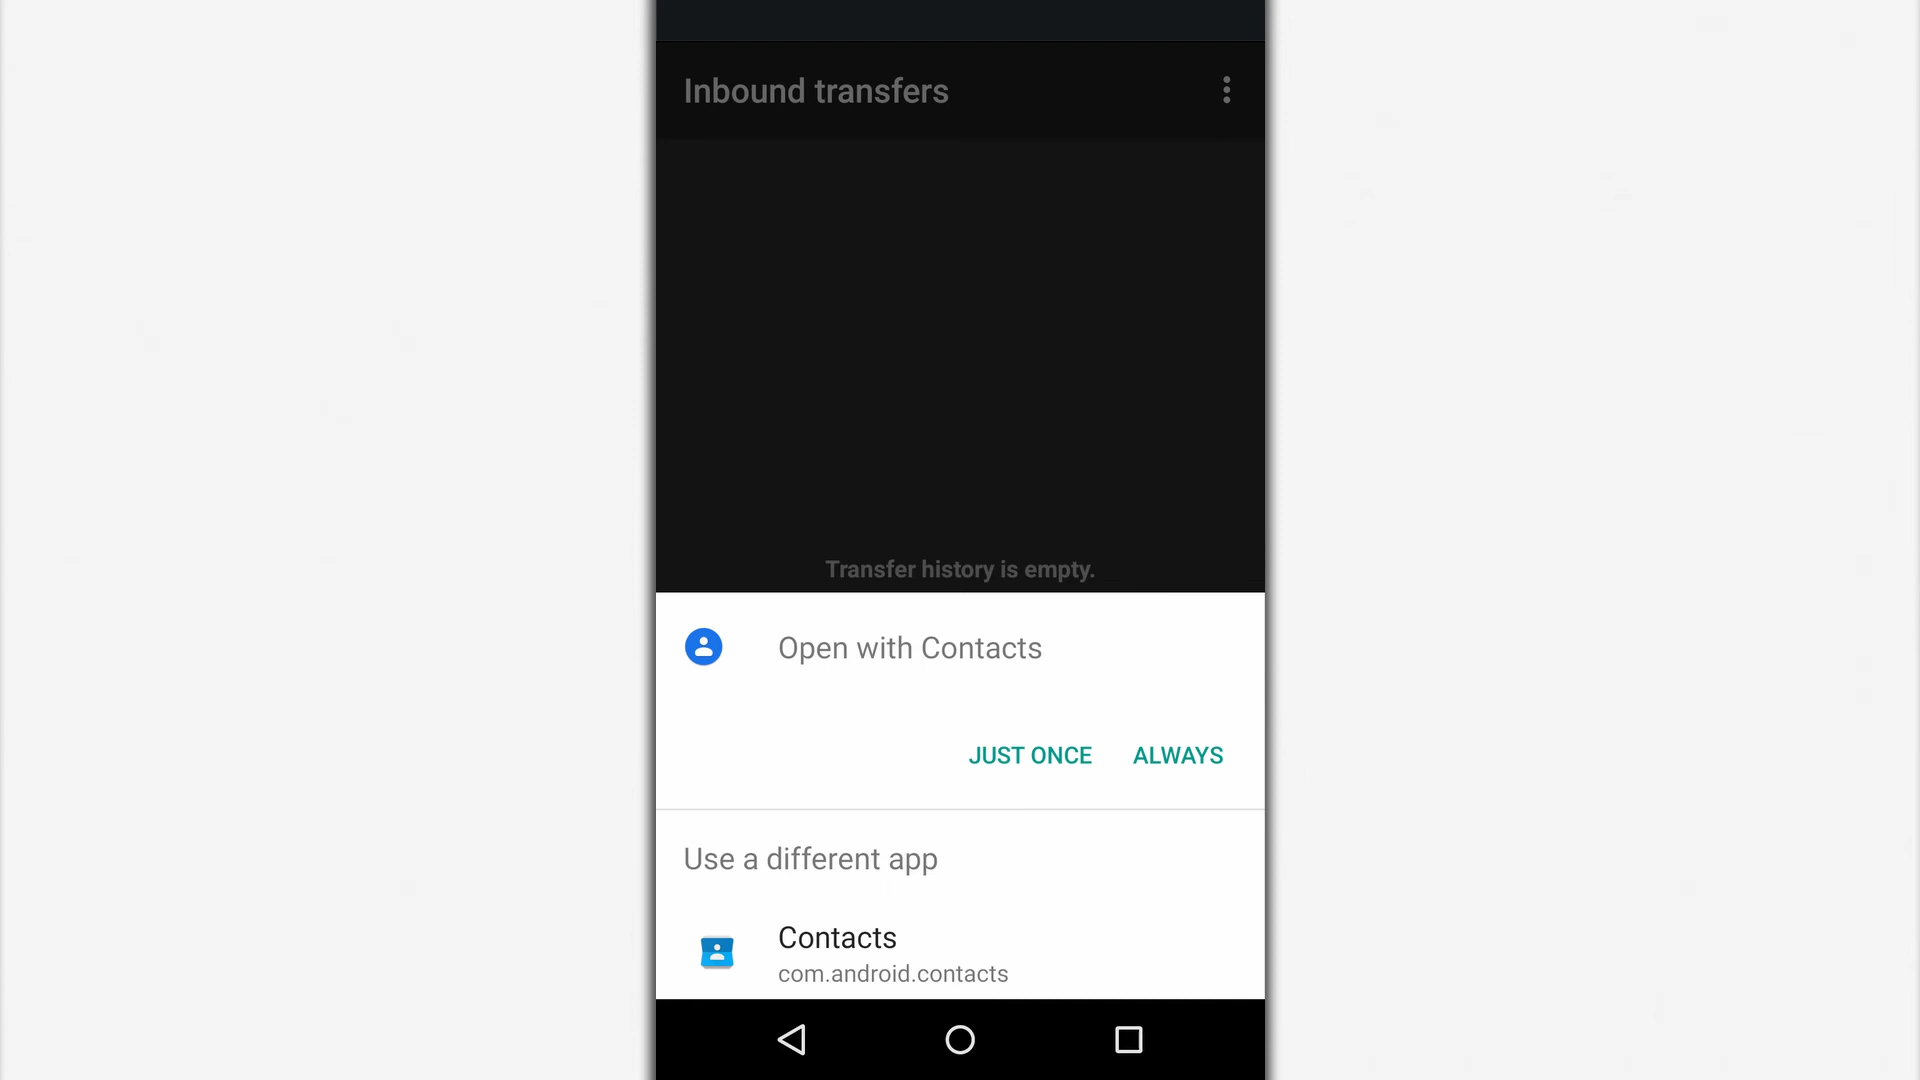 Inbound transfers
Transfer history is empty.
Open with Contacts
JUST ONCE ALWAYS
Use a different app
Contacts
com.android.contacts